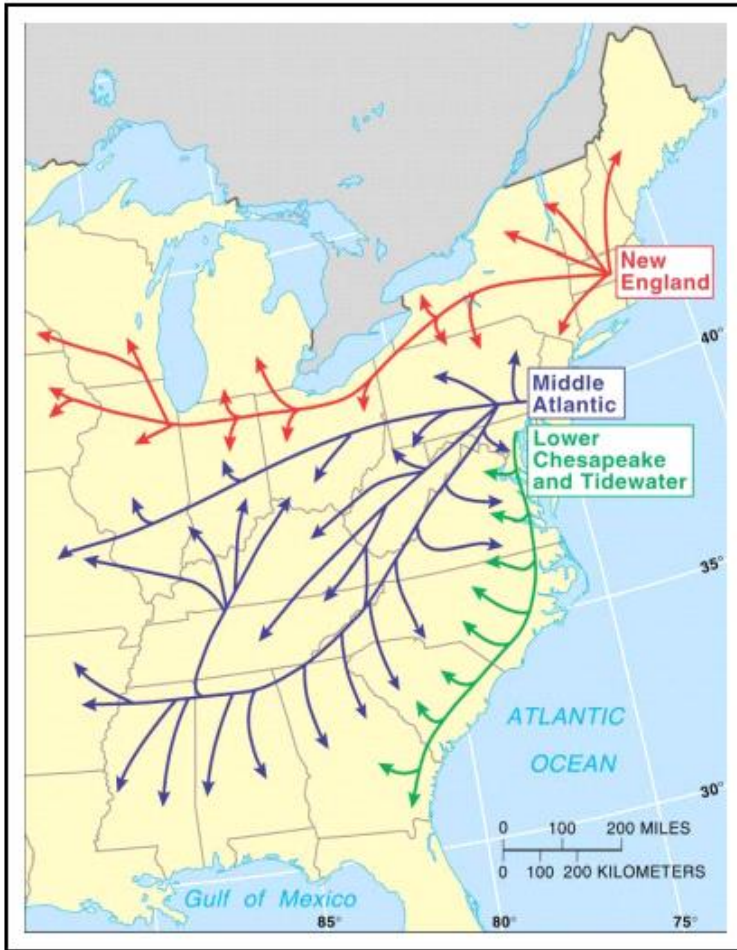 New
England
40°
Middle
Atlantic
Lower
Chesapeake
and Tidewater
35°
ATLANTIC
OCEAN
30°
0 100 200 MILES
0 100 200 KILOMETERS
Gulf of Mexico
85°
80°
75°